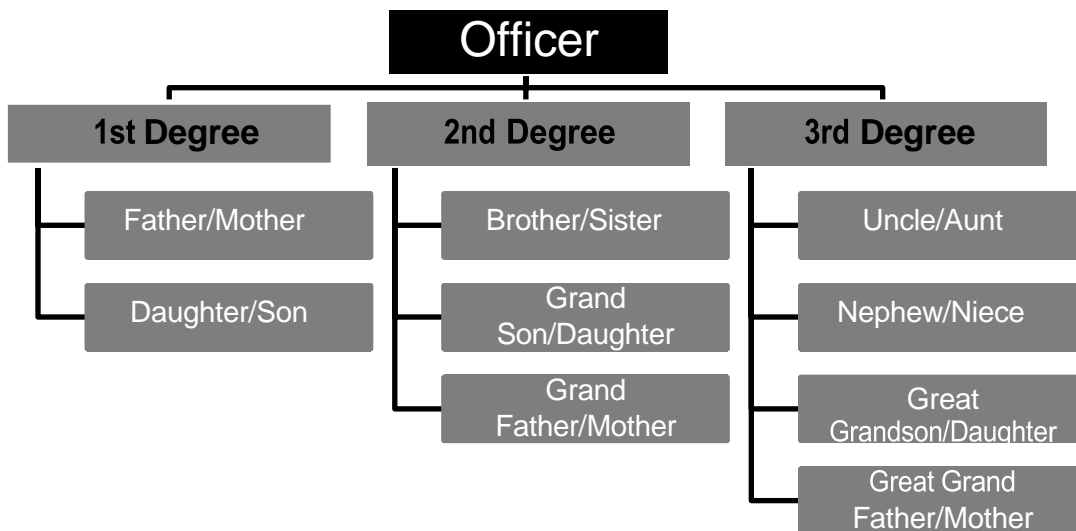 Officer
1st Degree
Father/Mother
Daughter/Son
2nd Degree
Brother/Sister
Grand
Son/Daughter
Grand
Father/Mother
3rd Degree
Uncle/Aunt
Nephew/Niece
Great
Grandson/Daughter
Great Grand
Father/Mother